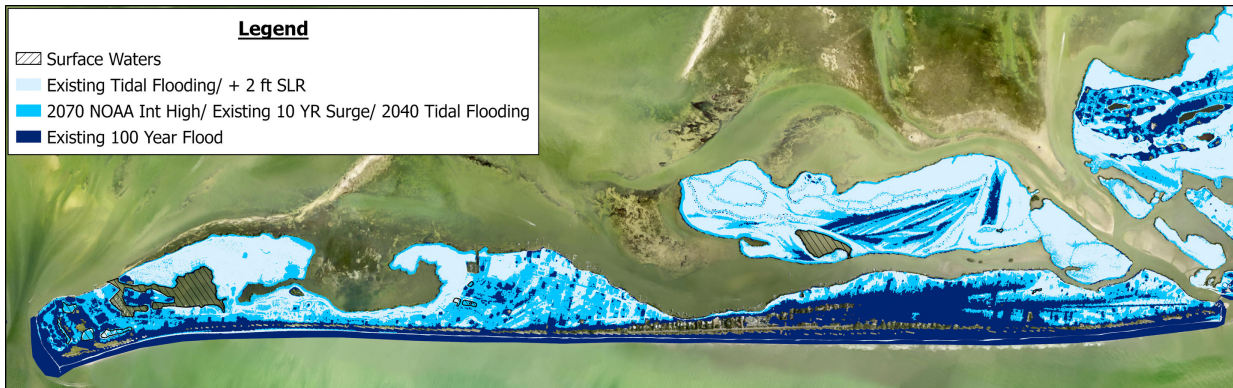 Legend
Surface Waters
Existing Tidal Flooding/ + 2 ft SLR
2070 NOAA Int High/ Existing 10 YR Surge/ 2040 Tidal Flooding
Existing 100 Year Flood